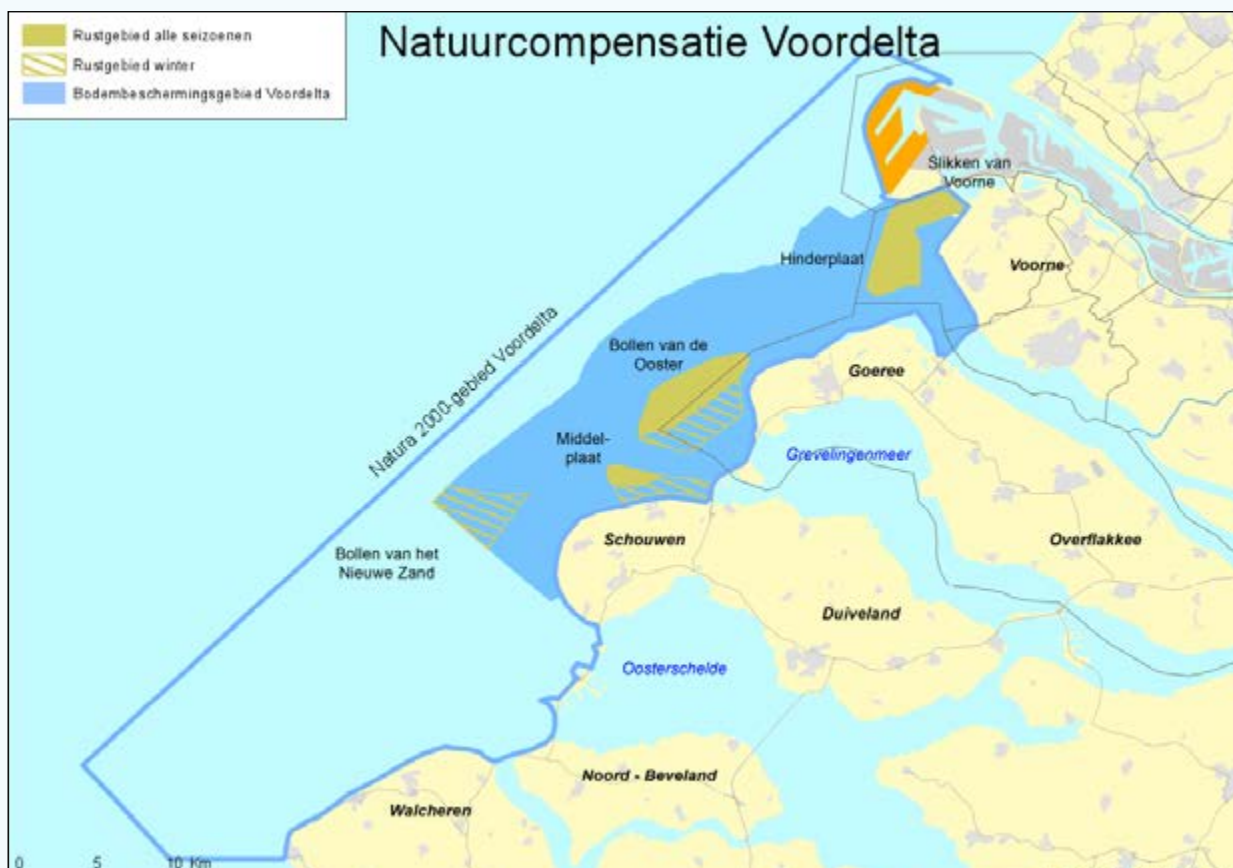 Natuurcompensatie Voordelta
Rustgebied alle seizoenen
Rustgebied winter
Bodembeschermingsgebied Voordelta
Slikken van
Voorne
Hinderplaat
Voorne
Natura 2000-gebied Voordelta
Bollen van de
Ooster
Goeree
Middel-
plaat
Grevelingenmeer
Schouwen
Overflakkee
Bollen van het
Nieuwe Zand
Duiveland
Oosterschelde
Noord - Beveland
Walcheren
0 5 10 Km